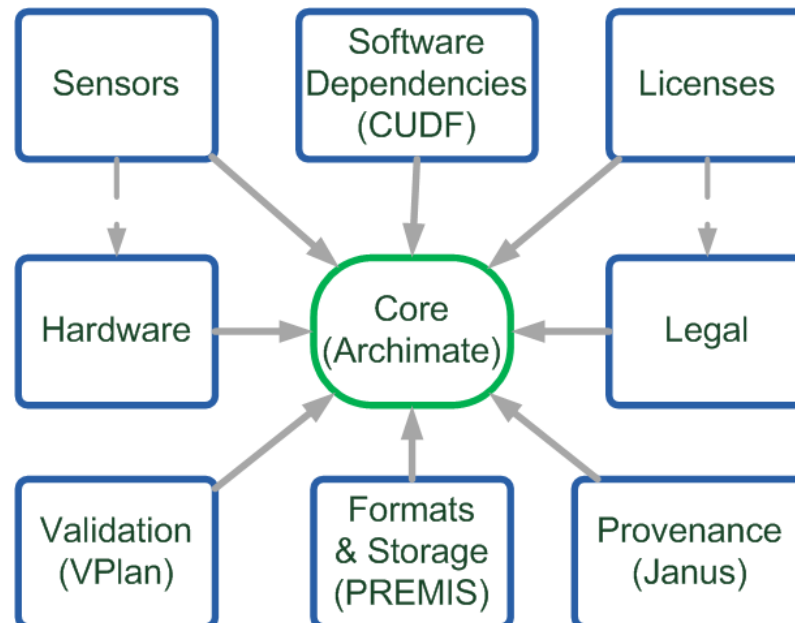 Sensors
Software
Dependencies
(CUDF)
Licenses
Hardware
Core
(Archimate)
Legal
Validation
(VPlan)
Formats
& Storage
(PREMIS)
Provenance
(Janus)